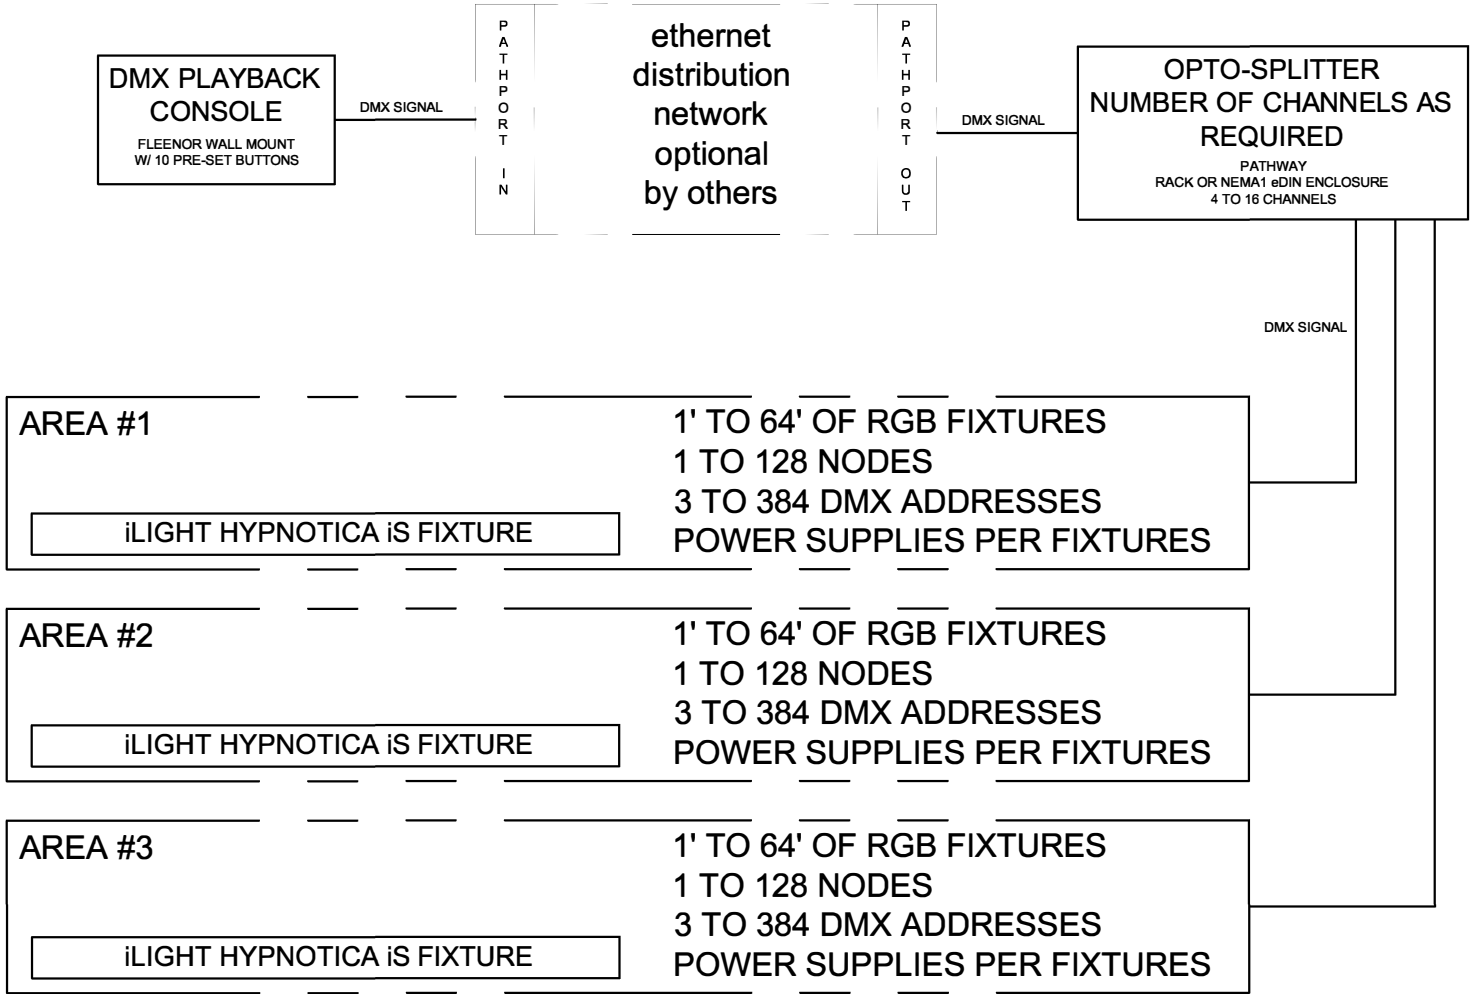 DMX PLAYBACK
CONSOLE
FLEENOR WALL MOUNT
W/ 10 PRE-SET BUTTONS
DMX SIGNAL
PATHPORT IN
ethernet
distribution
network
optional
by others
PATHPORT OUT
DMX SIGNAL
OPTO-SPLITTER
NUMBER OF CHANNELS AS
REQUIRED
PATHWAY
RACK OR NEMA1 eDIN ENCLOSURE
4 TO 16 CHANNELS
DMX SIGNAL
AREA #1
1' TO 64' OF RGB FIXTURES
1 TO 128 NODES
3 TO 384 DMX ADDRESSES
POWER SUPPLIES PER FIXTURES
iLIGHT HYPNOTICA iS FIXTURE
AREA #2
1' TO 64' OF RGB FIXTURES
1 TO 128 NODES
3 TO 384 DMX ADDRESSES
POWER SUPPLIES PER FIXTURES
iLIGHT HYPNOTICA iS FIXTURE
AREA #3
1' TO 64' OF RGB FIXTURES
1 TO 128 NODES
3 TO 384 DMX ADDRESSES
POWER SUPPLIES PER FIXTURES
iLIGHT HYPNOTICA iS FIXTURE